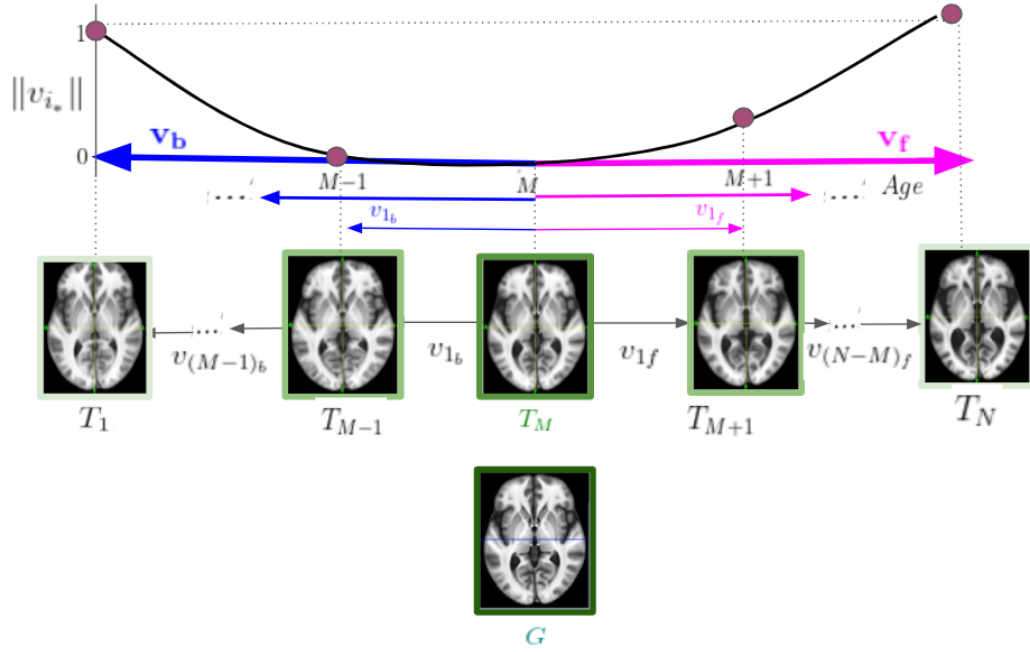 1
||v_{i_*}||
v_b
v_f
0
M−1
M
M+1
Age
...
...
v_{1_b}
v_{1_f}
... v_{(M−1)_b} v_{1_b} v_{1f} ... v_{(N−M)_f}
T_1 T_{M−1} T_M T_{M+1} T_N
G